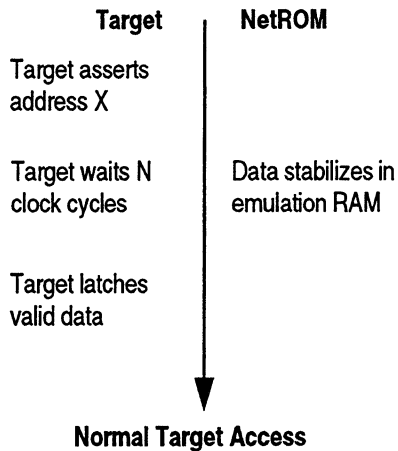 Target NetROM
Target asserts
address X
Target waits N Data stabilizes in
clock cycles emulation RAM
Target latches
valid data
Normal Target Access